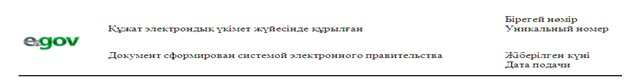 Бірегей нөмір
Құжат электрондық үкімет жүйесінде құрылған
Уникальный номер
egov
Документ сформирован системой электронного правительства
Жіберілген күні
Дата подачи